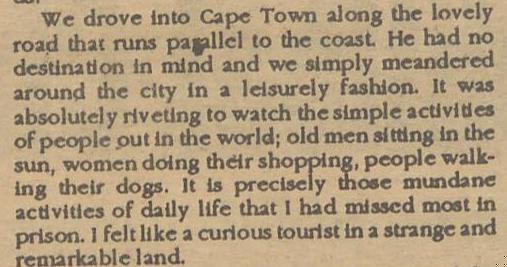 We drove into Cape Town along the lovely
road that runs parallel to the coast. He had no
destination in mind and we simply meandered
around the city in a leisurely fashion. It was
absolutely riveting to watch the simple activities
of people out in the world; old men sitting in the
sun, women doing their shopping, people walk-
ing their dogs. It is precisely those mundane
activities of daily life that I had missed most in
prison. I felt like a curious tourist in a strange and
remarkable land.